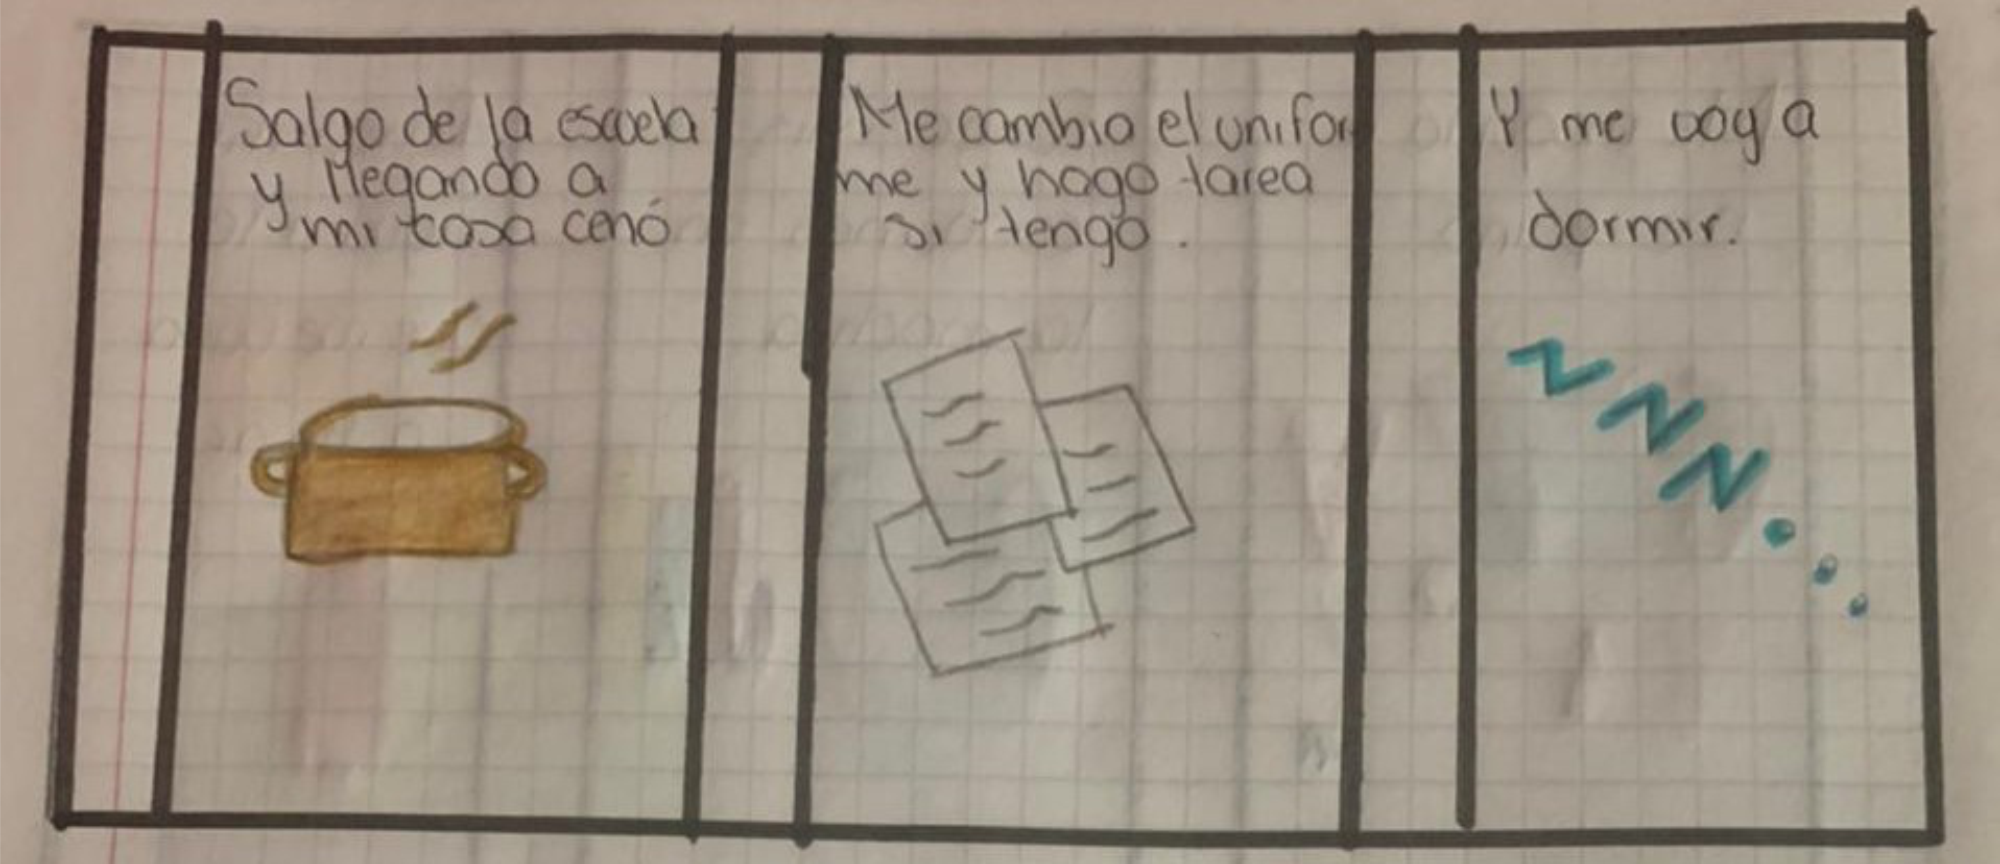 Salgo de la escuela
y llegando a
mi casa cenó
Me cambio el unifor
me y hago tarea
si tengo.
Y me voy a
dormir.
zNN...